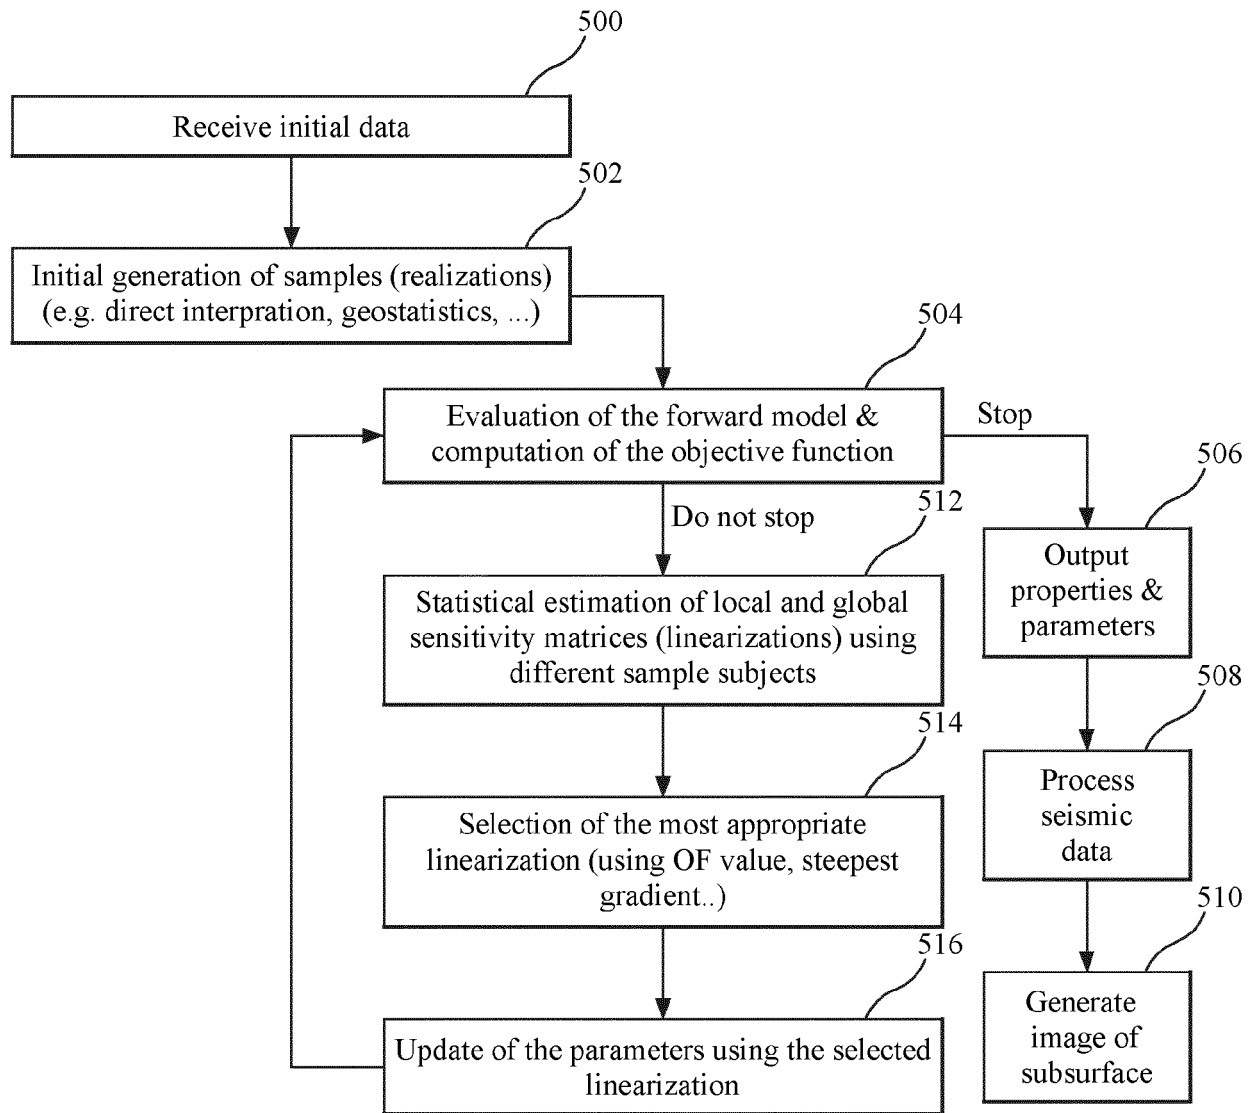 500
Receive initial data
502
Initial generation of samples (realizations)
(e.g. direct interpration, geostatistics, ...)
504
Evaluation of the forward model &
computation of the objective function
Stop
506
Do not stop
512
Output
properties &
parameters
Statistical estimation of local and global
sensitivity matrices (linearizations) using
different sample subjects
508
514
Process
seismic
data
Selection of the most appropriate
linearization (using OF value, steepest
gradient..)
510
516
Generate
image of
subsurface
Update of the parameters using the selected
linearization